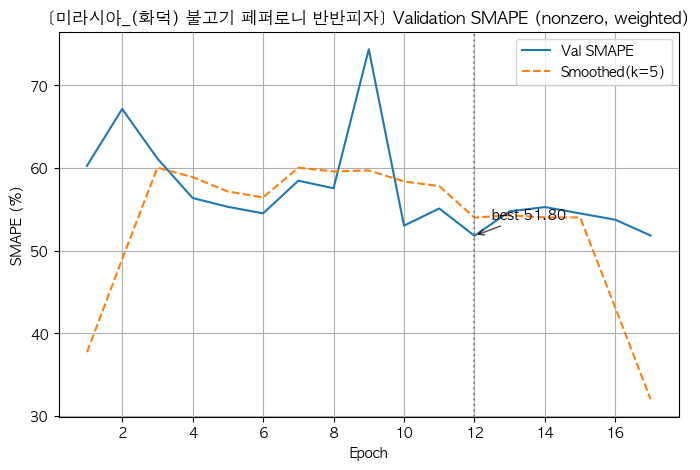 [미라시아_(화덕) 불고기 페퍼로니 반반피자] Validation SMAPE (nonzero, weighted)
Val SMAPE
Smoothed(k=5)
70
60
50
40
30
SMAPE (%)
best 51.80
2 4 6 8 10 12 14 16
Epoch